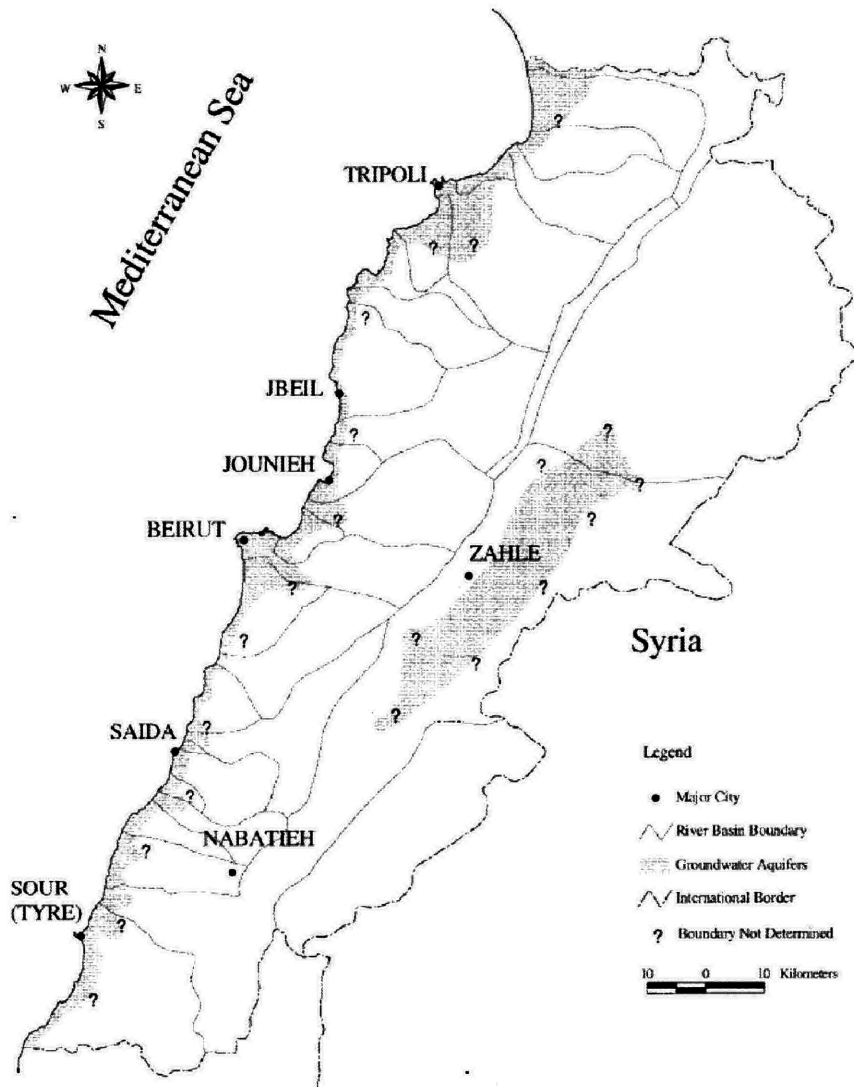 N
W E
S
Mediterranean Sea
?
TRIPOLI
? ?
?
JBEIL
?
?
JOUNIEH
? ?
?
?
BEIRUT
ZAHLE
? ?
?
?
?
Syria
?
?
SAIDA
Legend
?
Major City
River Basin Boundary
NABATIEH
?
Groundwater Aquifers
SOUR
(TYRE)
International Border
?
? Boundary Not Determined
10 0 10 Kilometers
?